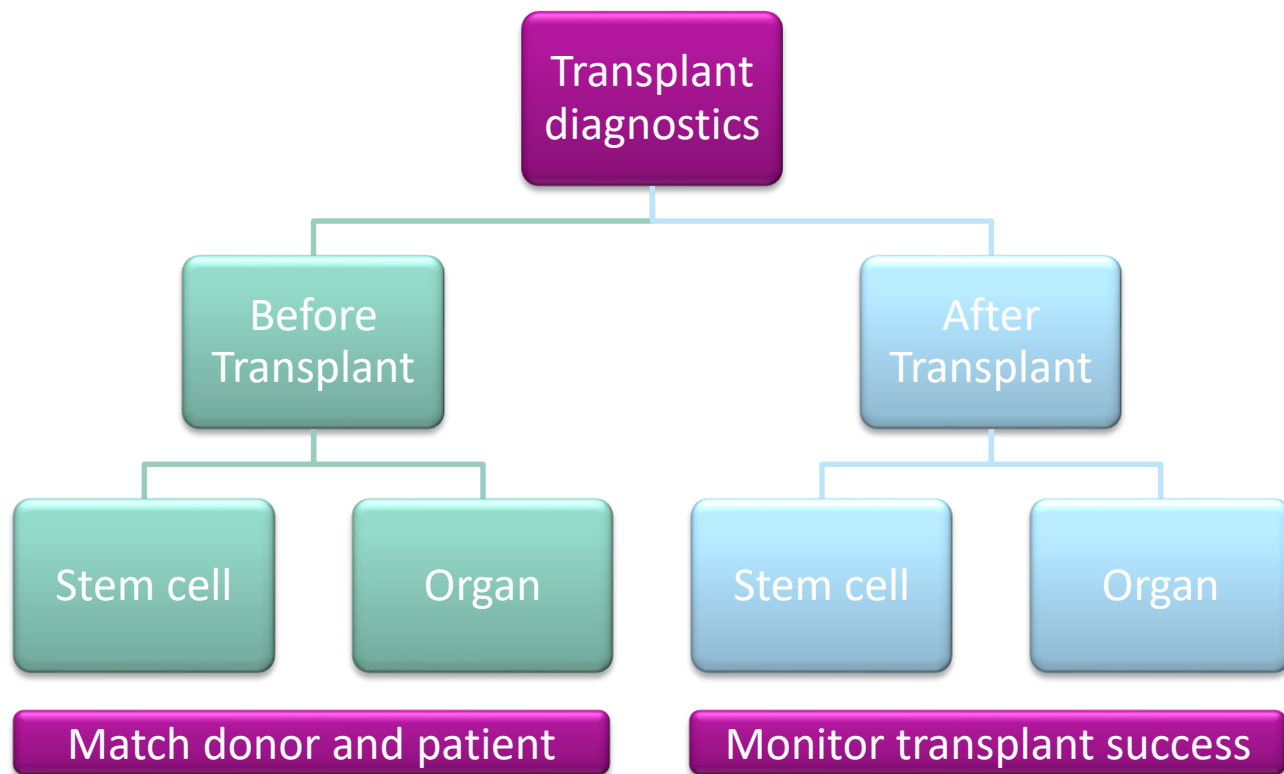 Transplant
diagnostics
Before
Transplant
After
Transplant
Stem cell
Organ
Stem cell
Organ
Match donor and patient
Monitor transplant success